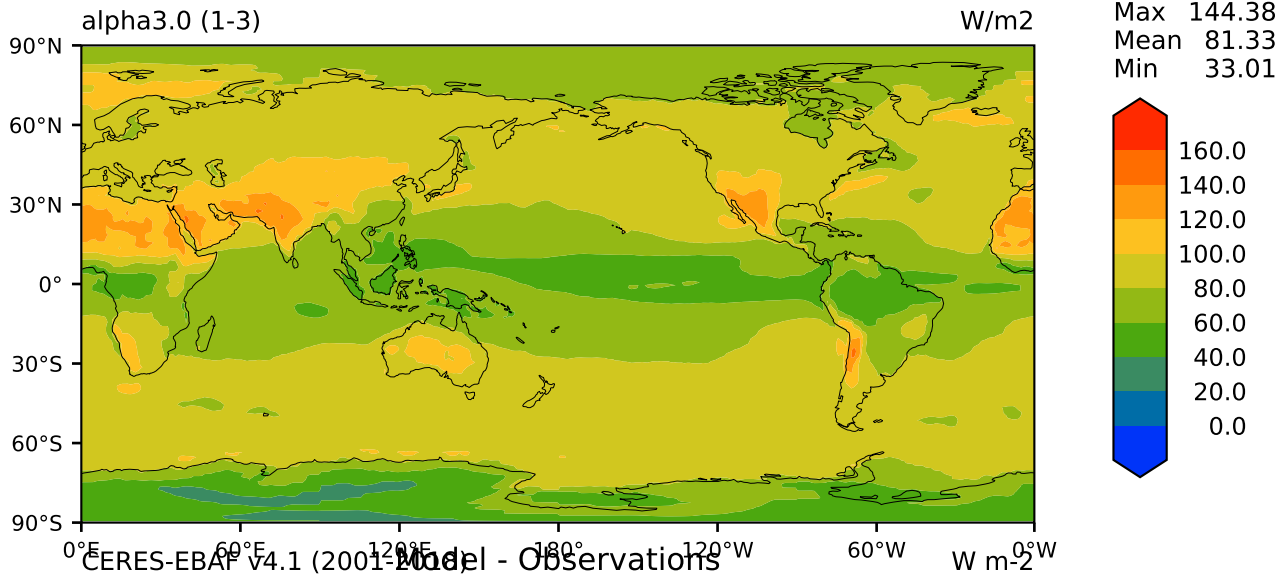 alpha3.0 (1-3) W/m2
Max 144.38
Mean 81.33
Min 33.01
90°N
60°N
30°N
0°
30°S
60°S
90°S
160.0
140.0
120.0
100.0
80.0
60.0
40.0
20.0
0.0
0°E 60°E 120°E 180° 120°W 60°W 0°W
CERES-EBAF v4.1 (2001-2018) Model - Observations W m-2